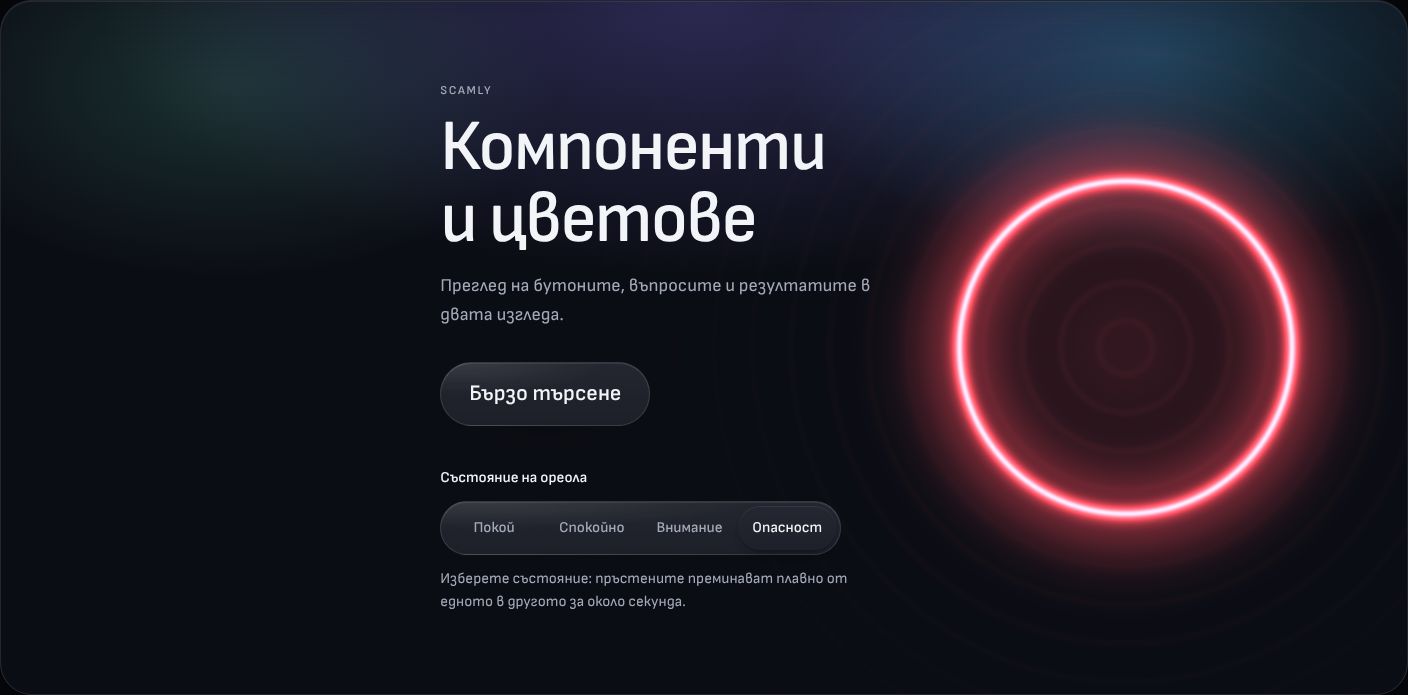 SCAMLY
Компоненти
и цветове
Преглед на бутоните, въпросите и резултатите в
двата изгледа.
Бързо търсене
Състояние на ореола
Покой Спокойно Внимание Опасност
Изберете състояние: пръстените преминават плавно от
едното в другото за около секунда.